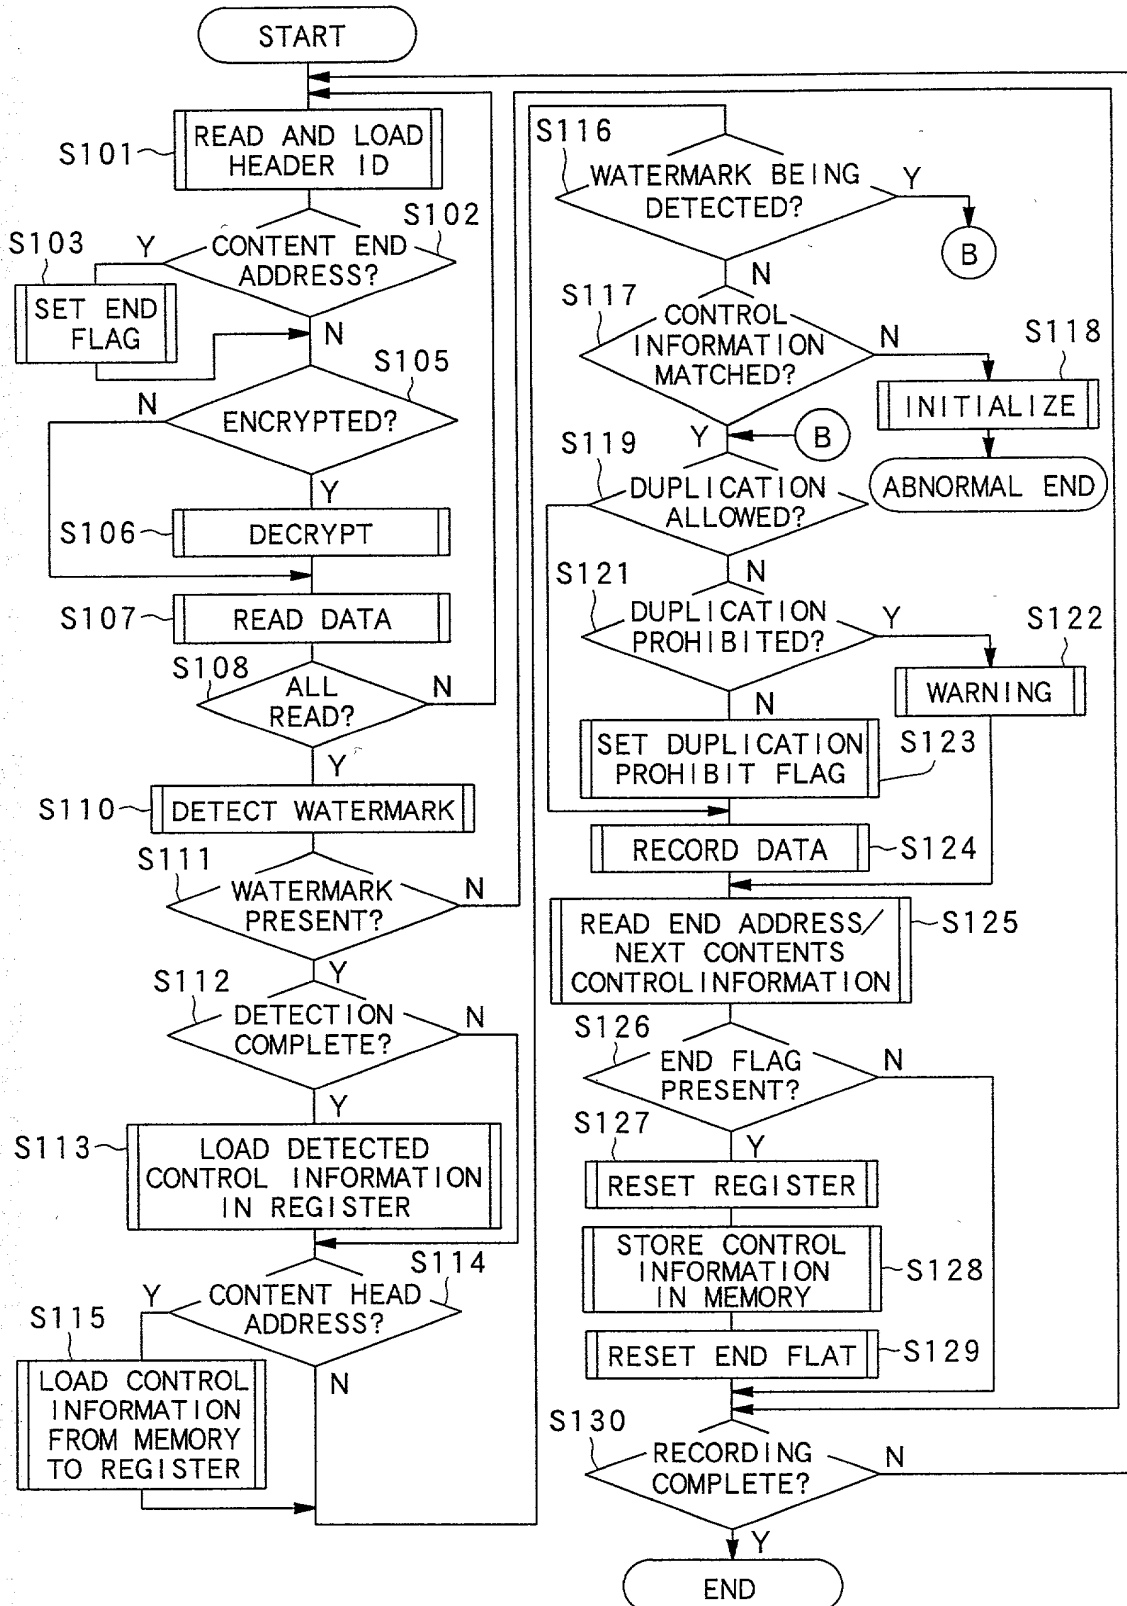 START
S101
READ AND LOAD
HEADER ID
S102
CONTENT END
ADDRESS?
Y
N
S103
SET END
FLAG
S105
ENCRYPTED?
N
Y
S106
DECRYPT
S107
READ DATA
S108
ALL
READ?
N
Y
S110
DETECT WATERMARK
S111
WATERMARK
PRESENT?
N
Y
S112
DETECTION
COMPLETE?
N
Y
S113
LOAD DETECTED
CONTROL INFORMATION
IN REGISTER
S114
CONTENT HEAD
ADDRESS?
Y
N
S115
LOAD CONTROL
INFORMATION
FROM MEMORY
TO REGISTER
S116
WATERMARK BEING
DETECTED?
Y
B
N
S117
CONTROL
INFORMATION
MATCHED?
N
S118
INITIALIZE
ABNORMAL END
Y
B
S119
DUPLICATION
ALLOWED?
N
S121
DUPLICATION
PROHIBITED?
Y
S122
WARNING
N
SET DUPLICATION
PROHIBIT FLAG
S123
RECORD DATA
S124
READ END ADDRESS/
NEXT CONTENTS
CONTROL INFORMATION
S125
S126
END FLAG
PRESENT?
N
Y
S127
RESET REGISTER
STORE CONTROL
INFORMATION
IN MEMORY
S128
RESET END FLAT
S129
S130
RECORDING
COMPLETE?
N
Y
END